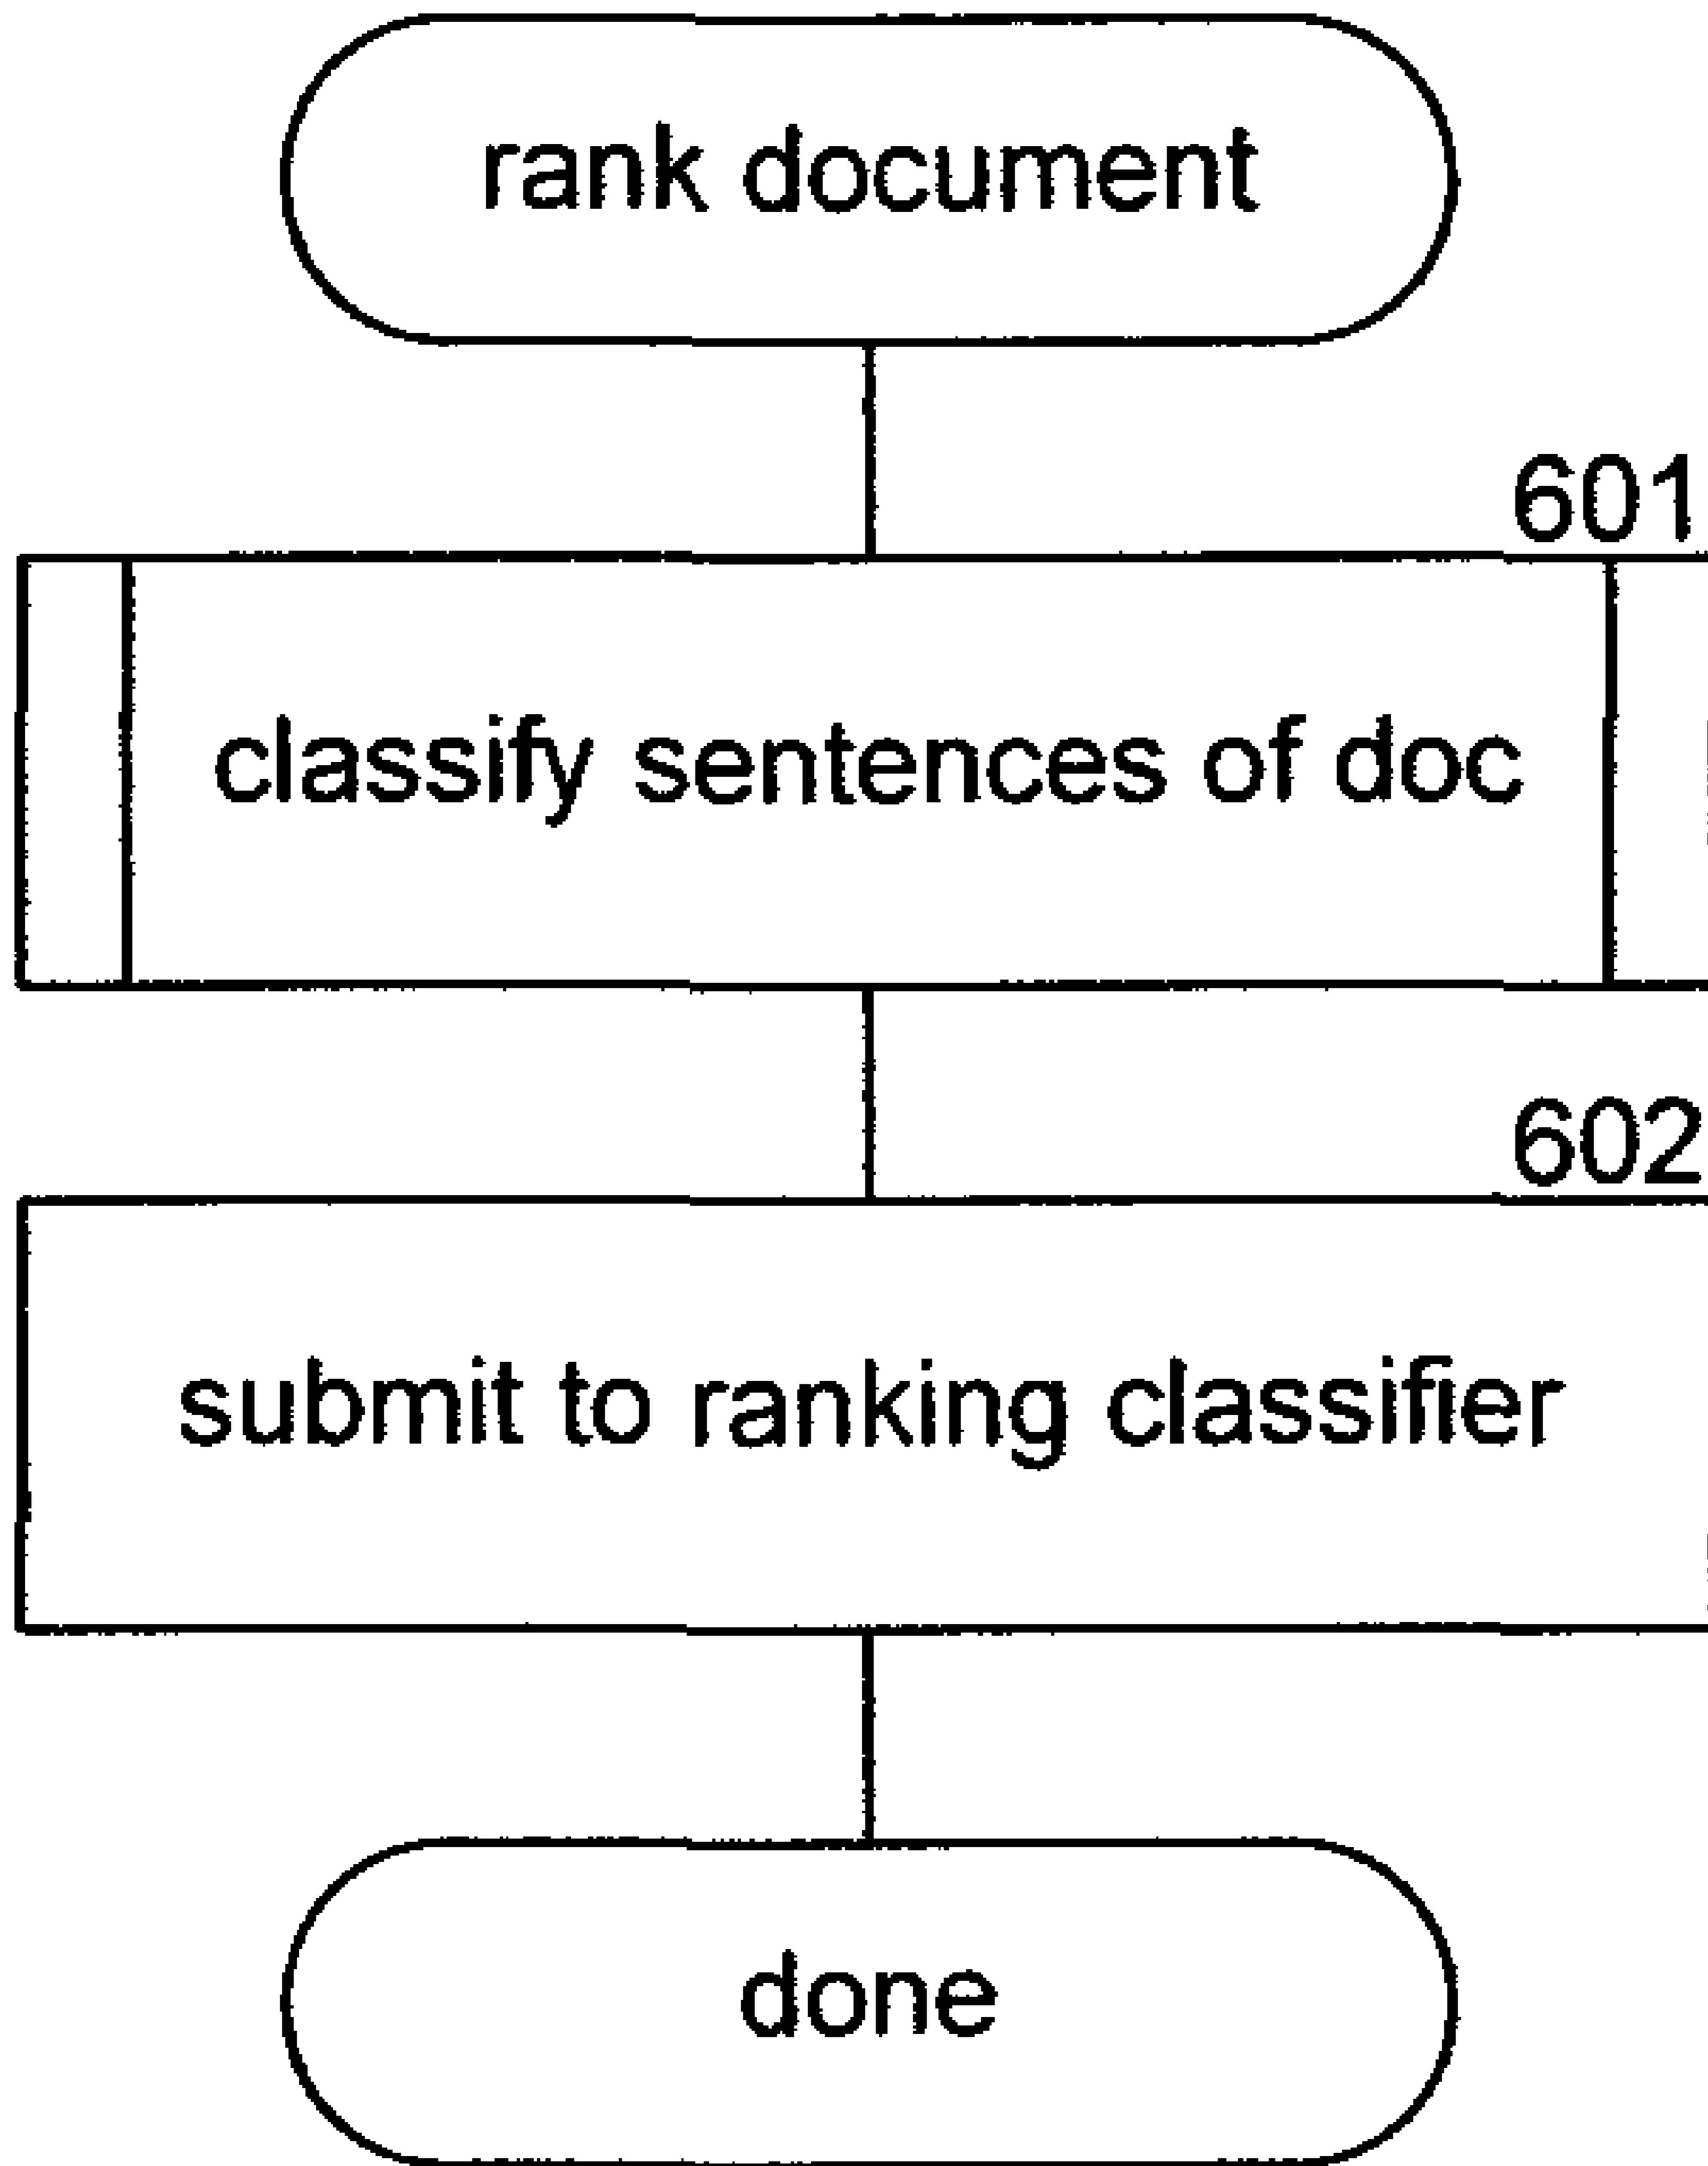 rank document
601
classify sentences of doc
602
submit to ranking classifier
done